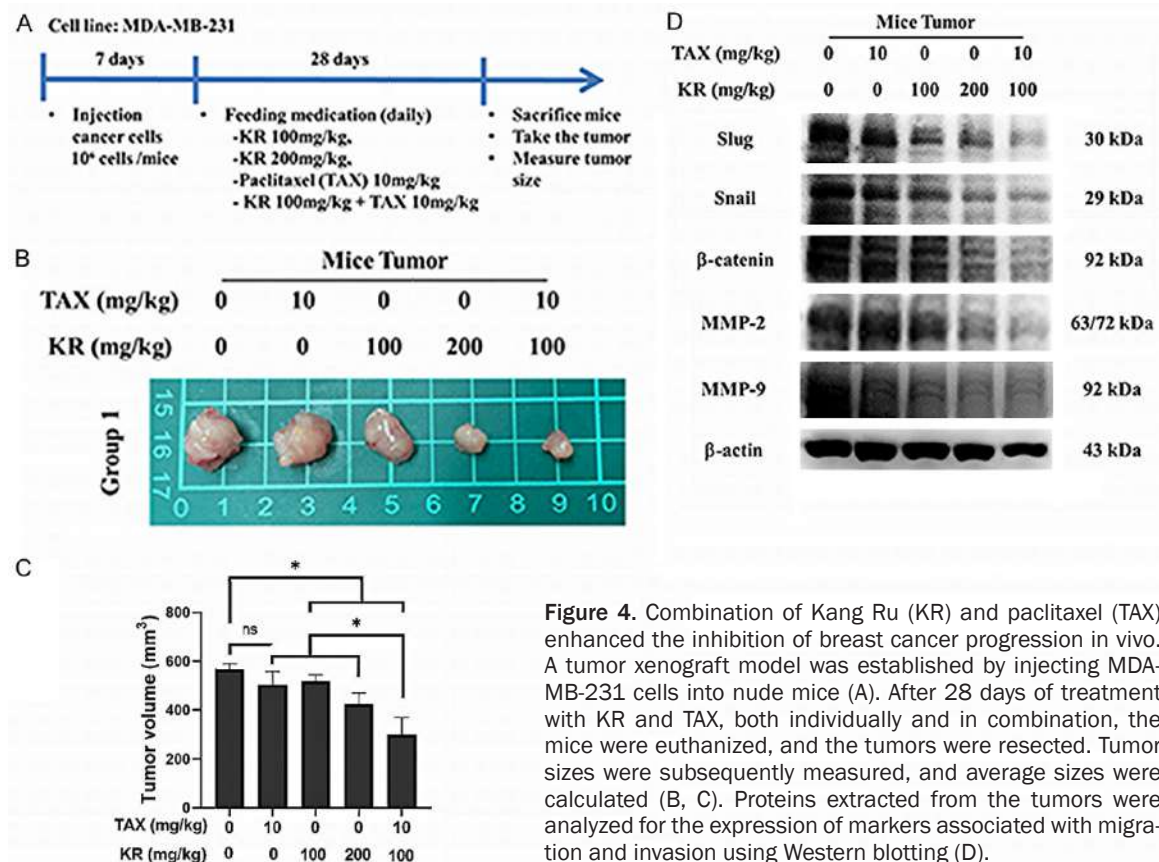 A Cell line: MDA-MB-231
7 days 28 days
• Injection
cancer cells
10⁶ cells /mice
• Feeding medication (daily)
-KR 100mg/kg、
-KR 200mg/kg、
-Paclitaxel (TAX) 10mg/kg
- KR 100mg/kg + TAX 10mg/kg
• Sacrifice mice
• Take the tumor
• Measure tumor
size
B
Mice Tumor
TAX (mg/kg) 0 10 0 0 10
KR (mg/kg) 0 0 100 200 100
Group 1
15
16
17
0 1 2 3 4 5 6 7 8 9 10
C
Tumor volume (mm³)
800
600
400
200
0
* 
ns *
TAX (mg/kg) 0 10 0 0 10
KR (mg/kg) 0 0 100 200 100
D
Mice Tumor
TAX (mg/kg) 0 10 0 0 10
KR (mg/kg) 0 0 100 200 100
Slug 30 kDa
Snail 29 kDa
β-catenin 92 kDa
MMP-2 63/72 kDa
MMP-9 92 kDa
β-actin 43 kDa
Figure 4. Combination of Kang Ru (KR) and paclitaxel (TAX)
enhanced the inhibition of breast cancer progression in vivo.
A tumor xenograft model was established by injecting MDA-
MB-231 cells into nude mice (A). After 28 days of treatment
with KR and TAX, both individually and in combination, the
mice were euthanized, and the tumors were resected. Tumor
sizes were subsequently measured, and average sizes were
calculated (B, C). Proteins extracted from the tumors were
analyzed for the expression of markers associated with migra-
tion and invasion using Western blotting (D).